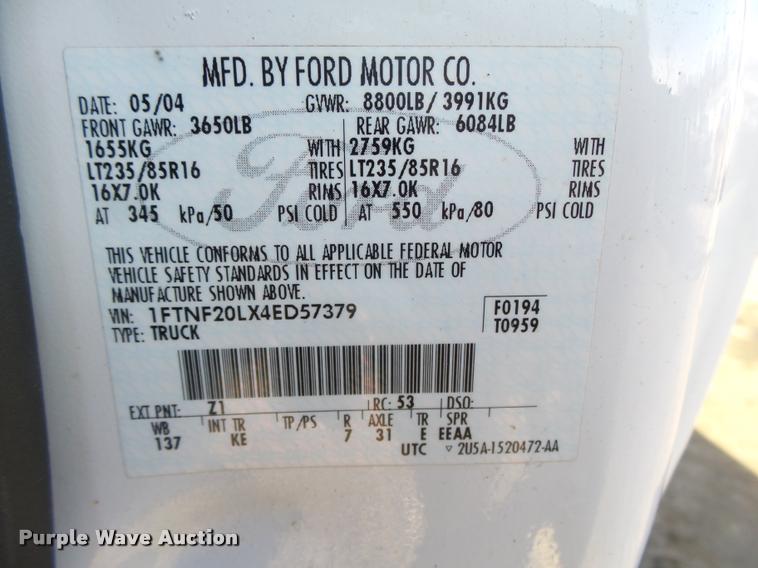 MFD. BY FORD MOTOR CO.
DATE: 05/04 GVWR: 8800LB/ 3991KG
FRONT GAWR: 3650LB REAR GAWR: 6084LB
1655KG WITH 2759KG WITH
LT235/85R16 TIRES LT235/85R16 TIRES
16X7.0K RIMS 16X7.0K RIMS
AT 345 kPa/50 PSI COLD AT 550 kPa/80 PSI COLD
Ford
THIS VEHICLE CONFORMS TO ALL APPLICABLE FEDERAL MOTOR
VEHICLE SAFETY STANDARDS IN EFFECT ON THE DATE OF
MANUFACTURE SHOWN ABOVE.
VIN: 1FTNF20LX4ED57379 F0194
TYPE: TRUCK T0959
EXT PNT: Z1 RC: 53 DSO:
WB INT TR TP/PS R AXLE TR SPR
137 KE 7 31 E EEAA
UTC ▽ 2U5A-1520472-AA
Purple Wave Auction